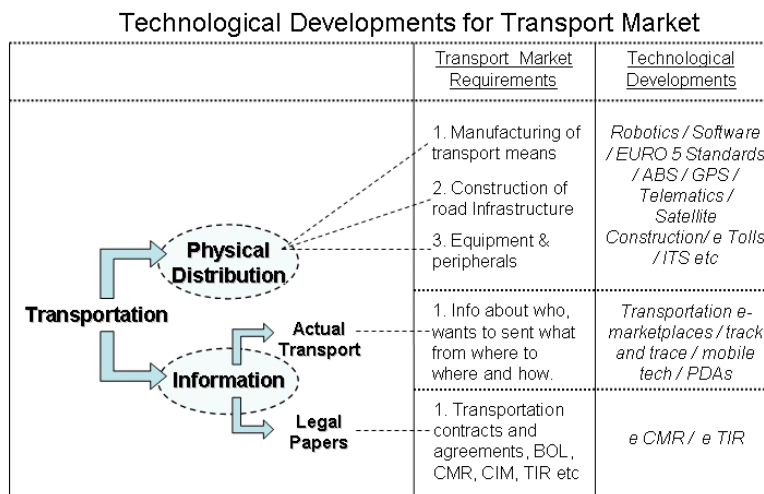 Technological Developments for Transport Market
Transport Market
Requirements
Technological
Developments
Transportation
Physical
Distribution
1. Manufacturing of
transport means
2. Construction of
road Infrastructure
3. Equipment &
peripherals
Robotics / Software
/ EURO 5 Standards
/ ABS / GPS /
Telematics /
Satellite
Construction/ e Tolls
/ ITS etc
Information
Actual
Transport
1. Info about who,
wants to sent what
from where to
where and how.
Transportation e-
marketplaces / track
and trace / mobile
tech / PDAs
Legal
Papers
1. Transportation
contracts and
agreements, BOL,
CMR, CIM, TIR etc
e CMR / e TIR